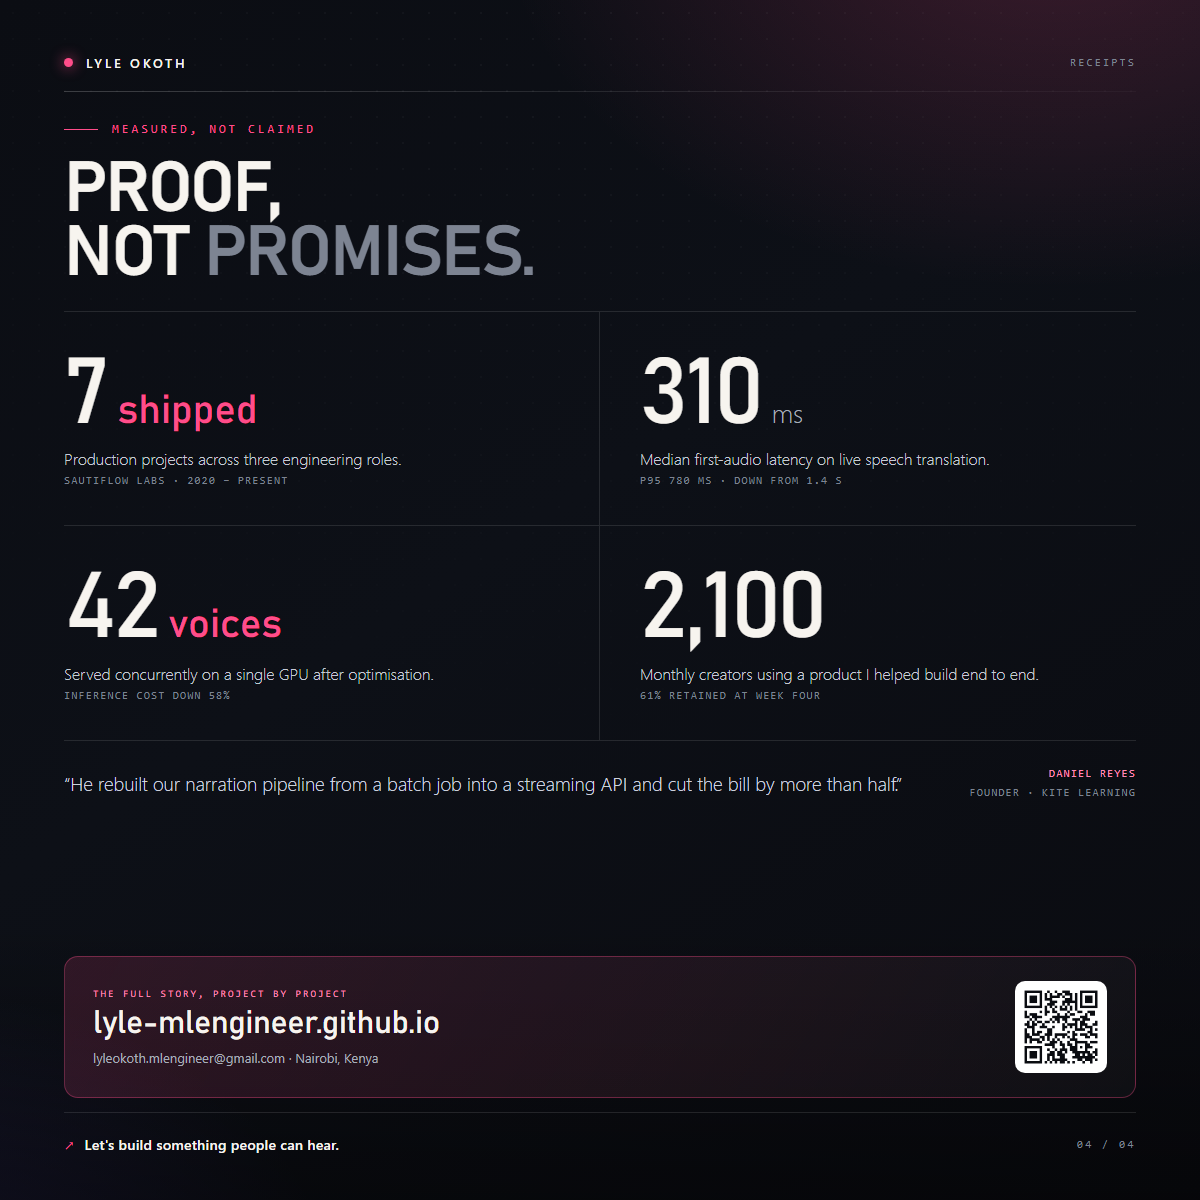 LYLE OKOTH
RECEIPTS
MEASURED, NOT CLAIMED
PROOF,
NOT PROMISES.
7 shipped
Production projects across three engineering roles.
SAUTIFLOW LABS · 2020 – PRESENT
310 ms
Median first-audio latency on live speech translation.
P95 780 MS · DOWN FROM 1.4 S
42 voices
Served concurrently on a single GPU after optimisation.
INFERENCE COST DOWN 58%
2,100
Monthly creators using a product I helped build end to end.
61% RETAINED AT WEEK FOUR
“He rebuilt our narration pipeline from a batch job into a streaming API and cut the bill by more than half.”
DANIEL REYES
FOUNDER · KITE LEARNING
THE FULL STORY, PROJECT BY PROJECT
lyle-mlengineer.github.io
lyleokoth.mlengineer@gmail.com · Nairobi, Kenya
↗ Let's build something people can hear.
04 / 04